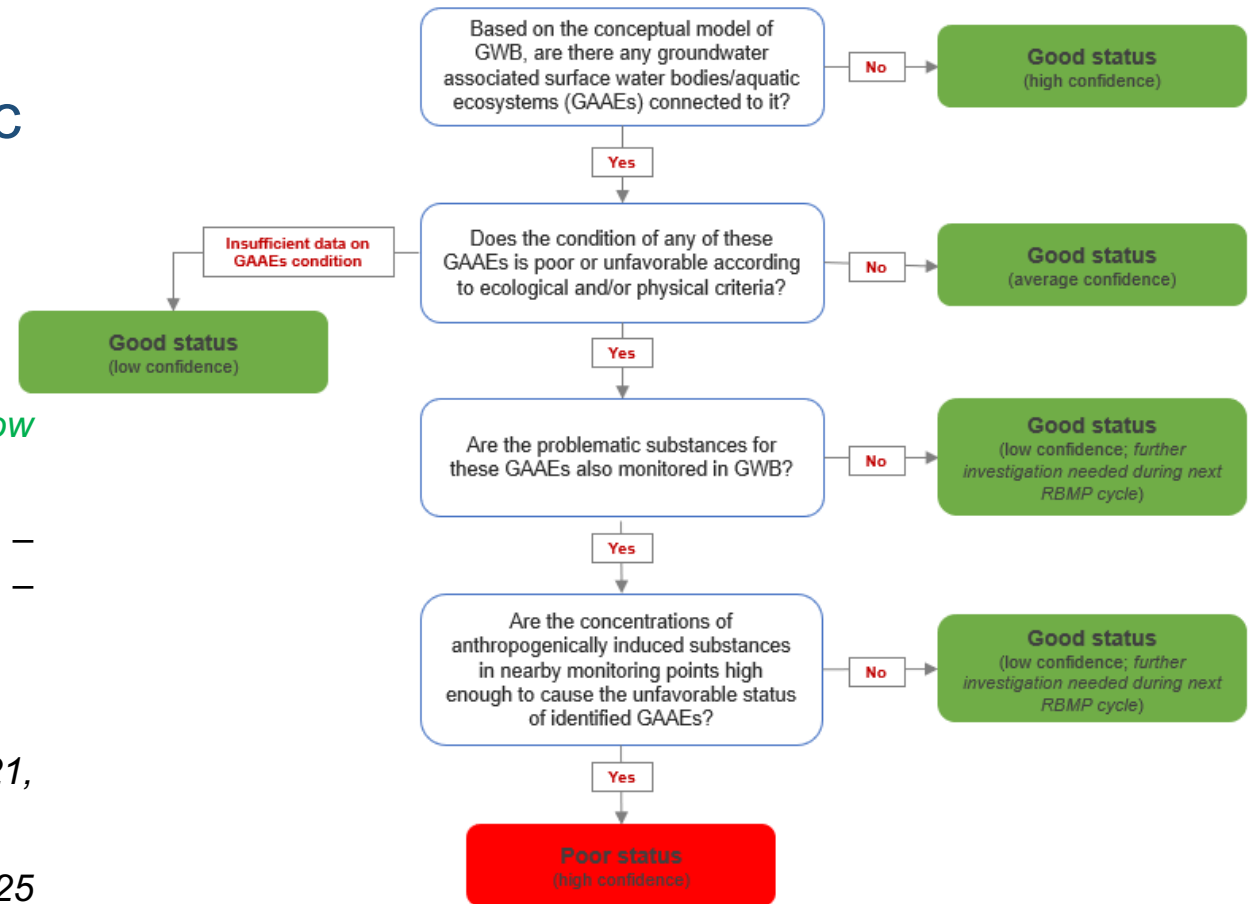 c
ow
–
–
21,
25
Based on the conceptual model of
GWB, are there any groundwater
associated surface water bodies/aquatic
ecosystems (GAAEs) connected to it?
No
Good status
(high confidence)
Yes
Insufficient data on
GAAEs condition
Does the condition of any of these
GAAEs is poor or unfavorable according
to ecological and/or physical criteria?
No
Good status
(average confidence)
Good status
(low confidence)
Yes
Are the problematic substances for
these GAAEs also monitored in GWB?
No
Good status
(low confidence; further
investigation needed during next
RBMP cycle)
Yes
Are the concentrations of
anthropogenically induced substances
in nearby monitoring points high
enough to cause the unfavorable status
of identified GAAEs?
No
Good status
(low confidence; further
investigation needed during next
RBMP cycle)
Yes
Poor status
(high confidence)